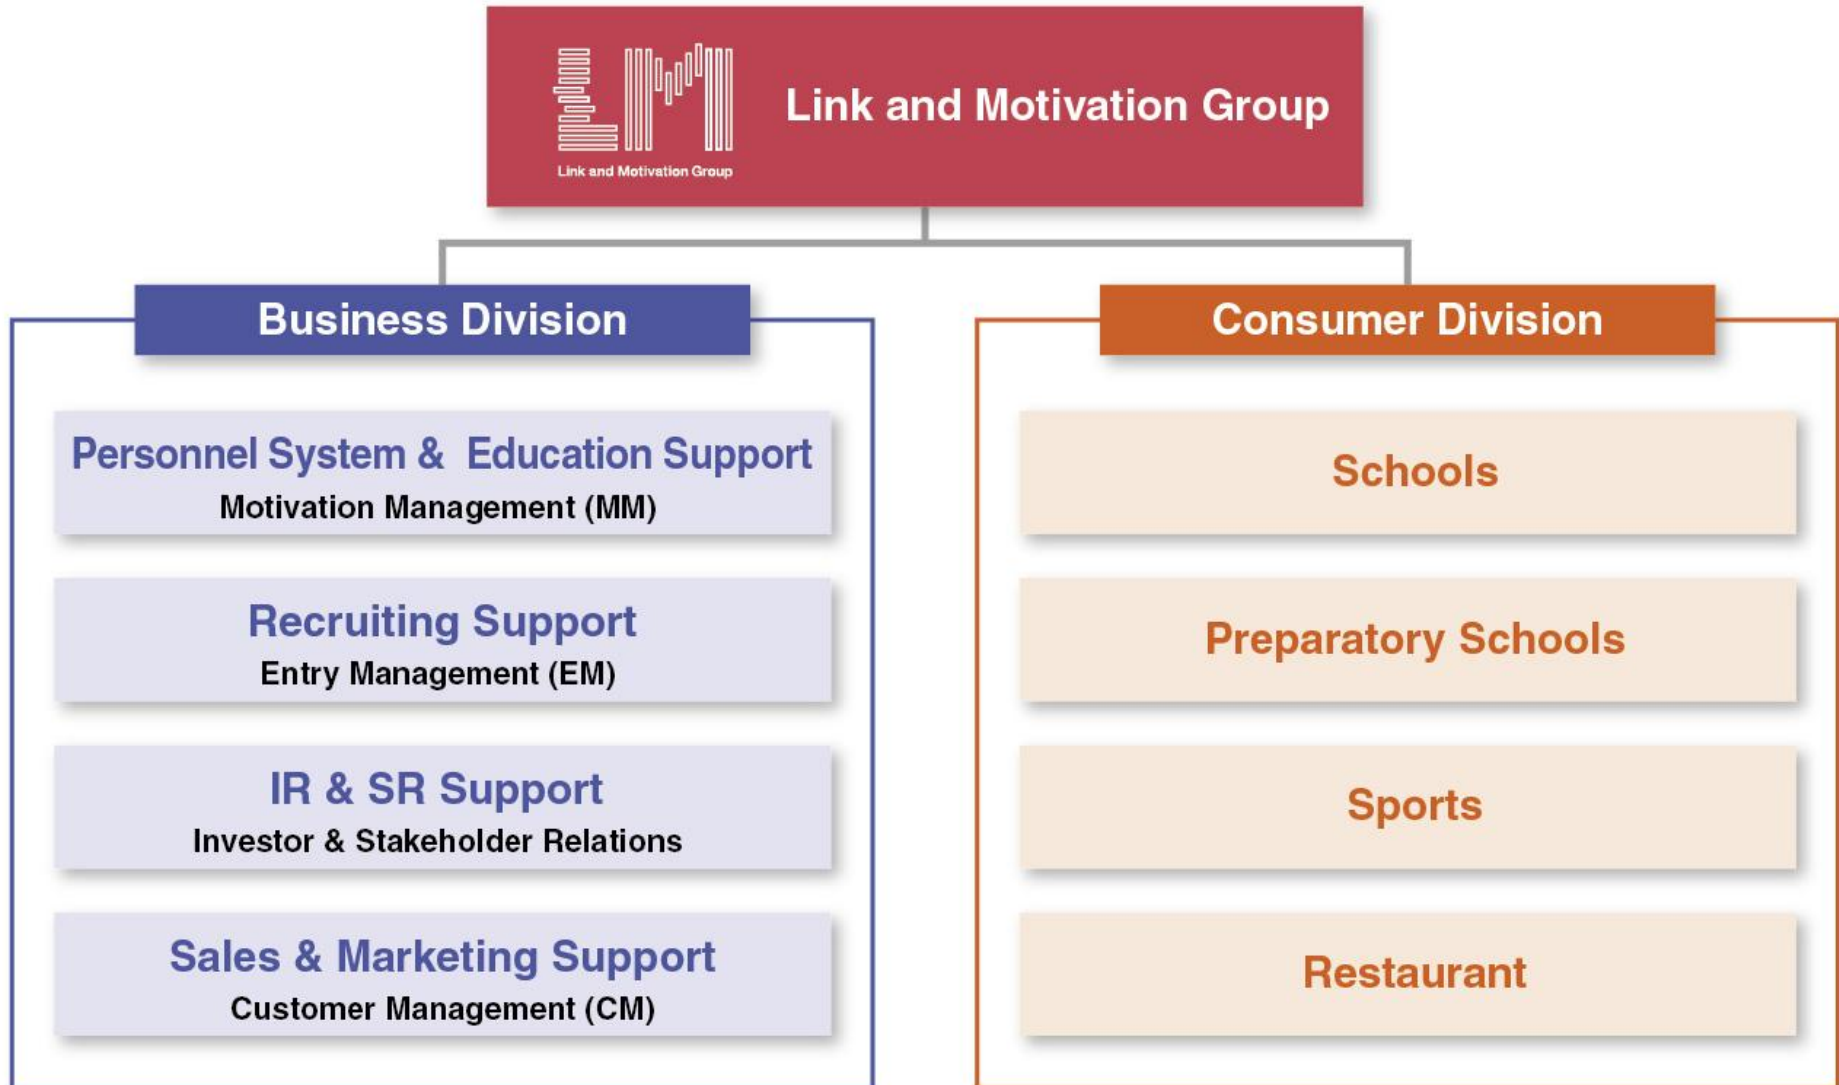 LM
Link and Motivation Group
Link and Motivation Group
Business Division
Personnel System & Education Support
Motivation Management (MM)
Recruiting Support
Entry Management (EM)
IR & SR Support
Investor & Stakeholder Relations
Sales & Marketing Support
Customer Management (CM)
Consumer Division
Schools
Preparatory Schools
Sports
Restaurant